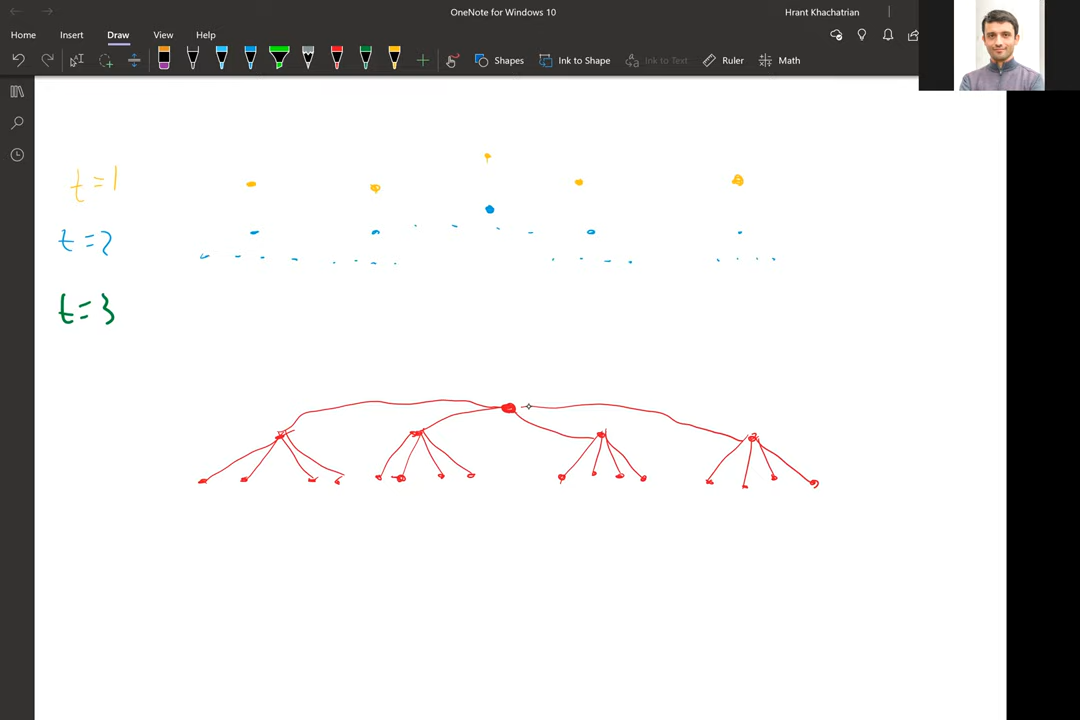 OneNote for Windows 10
Hrant Khachatrian
Home Insert Draw View Help
Shapes Ink to Shape Ink to Text Ruler Math
t=1
t=2
t=3